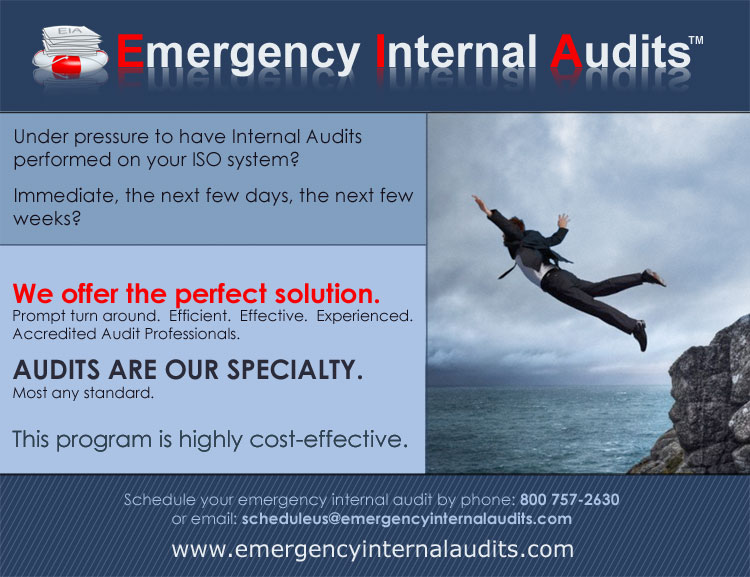 EIA
Emergency Internal Audits™
Under pressure to have Internal Audits
performed on your ISO system?
Immediate, the next few days, the next few
weeks?
We offer the perfect solution.
Prompt turn around. Efficient. Effective. Experienced.
Accredited Audit Professionals.
AUDITS ARE OUR SPECIALTY.
Most any standard.
This program is highly cost-effective.
Schedule your emergency internal audit by phone: 800 757-2630
or email: scheduleus@emergencyinternalaudits.com
www.emergencyinternalaudits.com